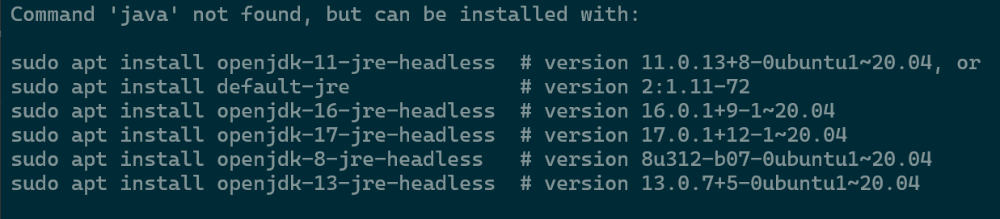 Command 'java' not found, but can be installed with:

sudo apt install openjdk-11-jre-headless  # version 11.0.13+8-0ubuntu1~20.04, or
sudo apt install default-jre              # version 2:1.11-72
sudo apt install openjdk-16-jre-headless  # version 16.0.1+9-1~20.04
sudo apt install openjdk-17-jre-headless  # version 17.0.1+12-1~20.04
sudo apt install openjdk-8-jre-headless   # version 8u312-b07-0ubuntu1~20.04
sudo apt install openjdk-13-jre-headless  # version 13.0.7+5-0ubuntu1~20.04